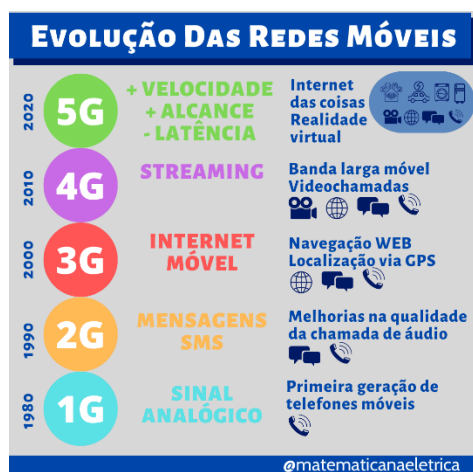 Evolução Das Redes Móveis
2020
5G
+ VELOCIDADE
+ ALCANCE
- LATÊNCIA
Internet
das coisas
Realidade
virtual
2010
4G
STREAMING
Banda larga móvel
Videochamadas
2000
3G
INTERNET
MÓVEL
Navegação WEB
Localização via GPS
1990
2G
MENSAGENS
SMS
Melhorias na qualidade
da chamada de áudio
1980
1G
SINAL
ANALÓGICO
Primeira geração de
telefones móveis
@matematicanaeletrica